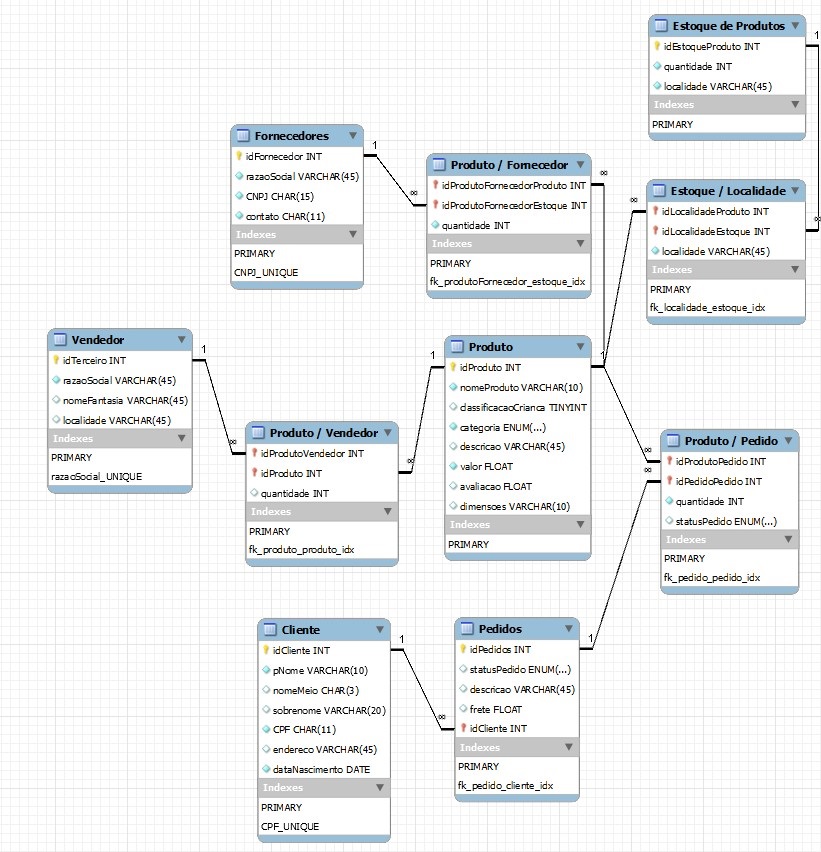 Estoque de Produtos
idEstoqueProduto INT
quantidade INT
localidade VARCHAR(45)
Indexes
PRIMARY
1
∞
Fornecedores
idFornecedor INT
razaoSocial VARCHAR(45)
CNPJ CHAR(15)
contato CHAR(11)
Indexes
PRIMARY
CNPJ_UNIQUE
1
∞
Produto / Fornecedor
idProdutoFornecedorProduto INT
idProdutoFornecedorEstoque INT
quantidade INT
Indexes
PRIMARY
fk_produtoFornecedor_estoque_idx
∞
∞
Estoque / Localidade
idLocalidadeProduto INT
idLocalidadeEstoque INT
localidade VARCHAR(45)
Indexes
PRIMARY
fk_localidade_estoque_idx
Vendedor
idTerceiro INT
razaoSocial VARCHAR(45)
nomeFantasia VARCHAR(45)
localidade VARCHAR(45)
Indexes
PRIMARY
razaoSocial_UNIQUE
1
∞
Produto / Vendedor
idProdutoVendedor INT
idProduto INT
quantidade INT
Indexes
PRIMARY
fk_produto_produto_idx
∞
1
Produto
idProduto INT
nomeProduto VARCHAR(10)
classificacaoCrianca TINYINT
categoria ENUM(...)
descricao VARCHAR(45)
valor FLOAT
avaliacao FLOAT
dimensoes VARCHAR(10)
Indexes
PRIMARY
1
∞
∞
Produto / Pedido
idProtutoPedido INT
idPedidoPedido INT
quantidade INT
statusPedido ENUM(...)
Indexes
PRIMARY
fk_pedido_pedido_idx
Cliente
idCliente INT
pNome VARCHAR(10)
nomeMeio CHAR(3)
sobrenome VARCHAR(20)
CPF CHAR(11)
endereco VARCHAR(45)
dataNascimento DATE
Indexes
PRIMARY
CPF_UNIQUE
1
∞
Pedidos
idPedidos INT
statusPedido ENUM(...)
descricao VARCHAR(45)
frete FLOAT
idCliente INT
Indexes
PRIMARY
fk_pedido_cliente_idx
1